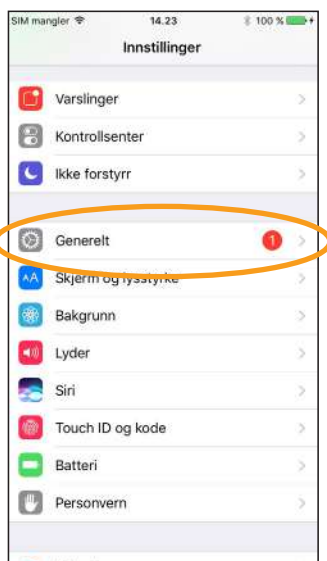 SIM mangler 14.23 100 %
Innstillinger
Varslinger
Kontrollsenter
Ikke forstyrr
Generelt 1
AA Skjerm og lysstyrke
Bakgrunn
Lyder
Siri
Touch ID og kode
Batteri
Personvern